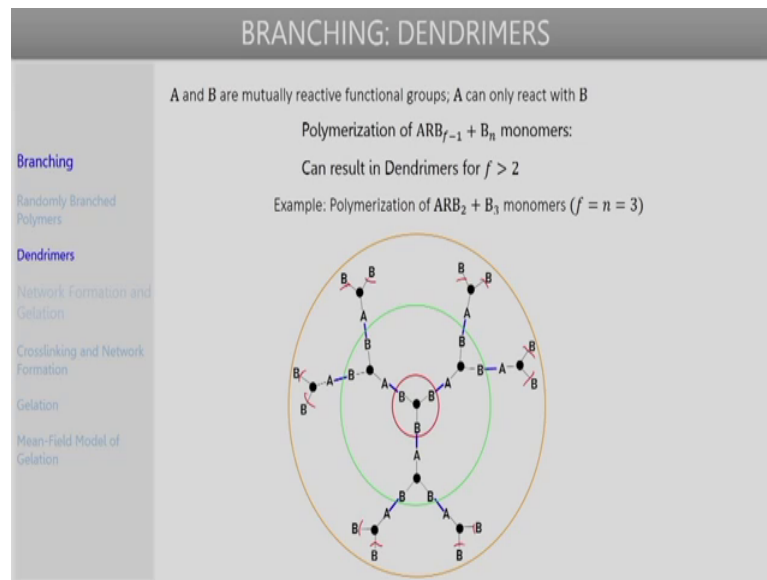 BRANCHING: DENDRIMERS
A and B are mutually reactive functional groups; A can only react with B
Polymerization of ARB_{f−1} + B_n monomers:
Can result in Dendrimers for f > 2
Example: Polymerization of ARB₂ + B₃ monomers (f = n = 3)
Branching
Randomly Branched
Polymers
Dendrimers
Network Formation and
Gelation
Crosslinking and Network
Formation
Gelation
Mean-Field Model of
Gelation
B B B B
A A
B B B
B A B A B A B A
B B B
B
A
B B
A A
B B
B B